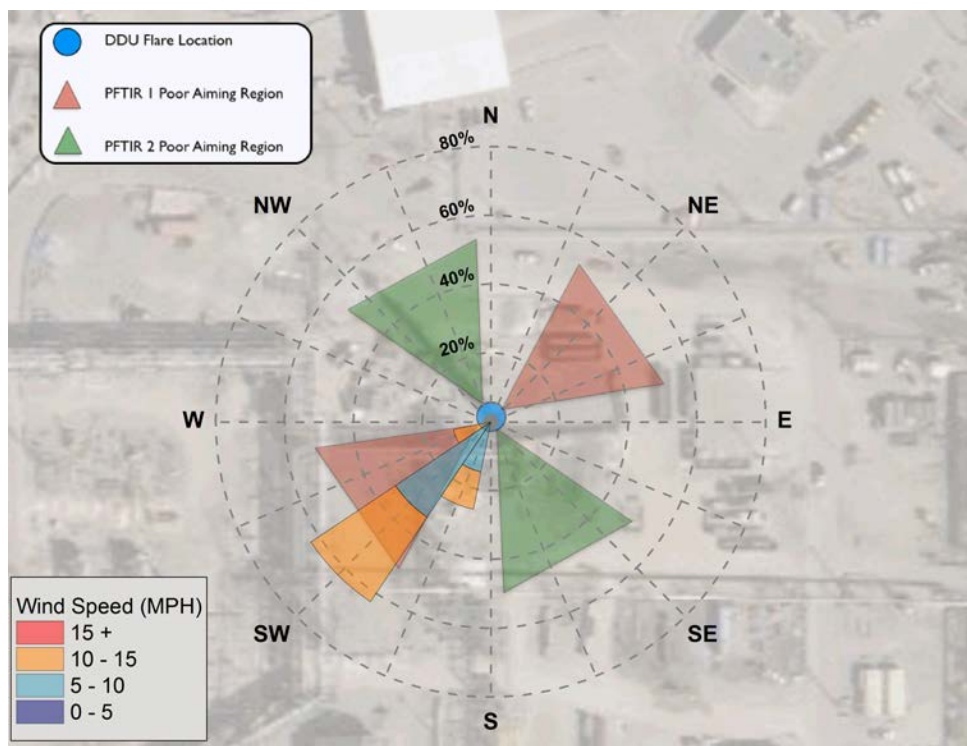 DDU Flare Location
PFTIR 1 Poor Aiming Region
PFTIR 2 Poor Aiming Region
N
80%
60%
NW
NE
40%
20%
W
E
SW
SE
S
Wind Speed (MPH)
15 +
10 - 15
5 - 10
0 - 5